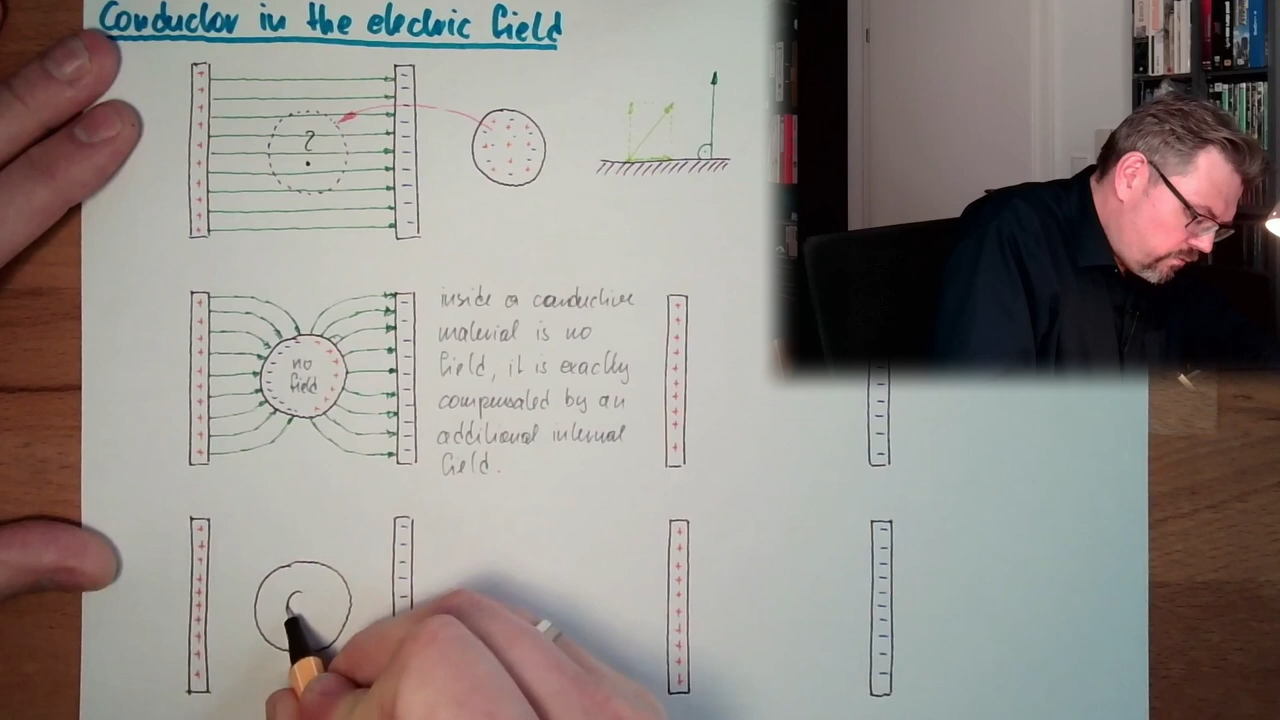 Conductor in the electric field
?
inside a conductive
material is no
field, it is exactly
compensated by an
additional internal
field.
no
field